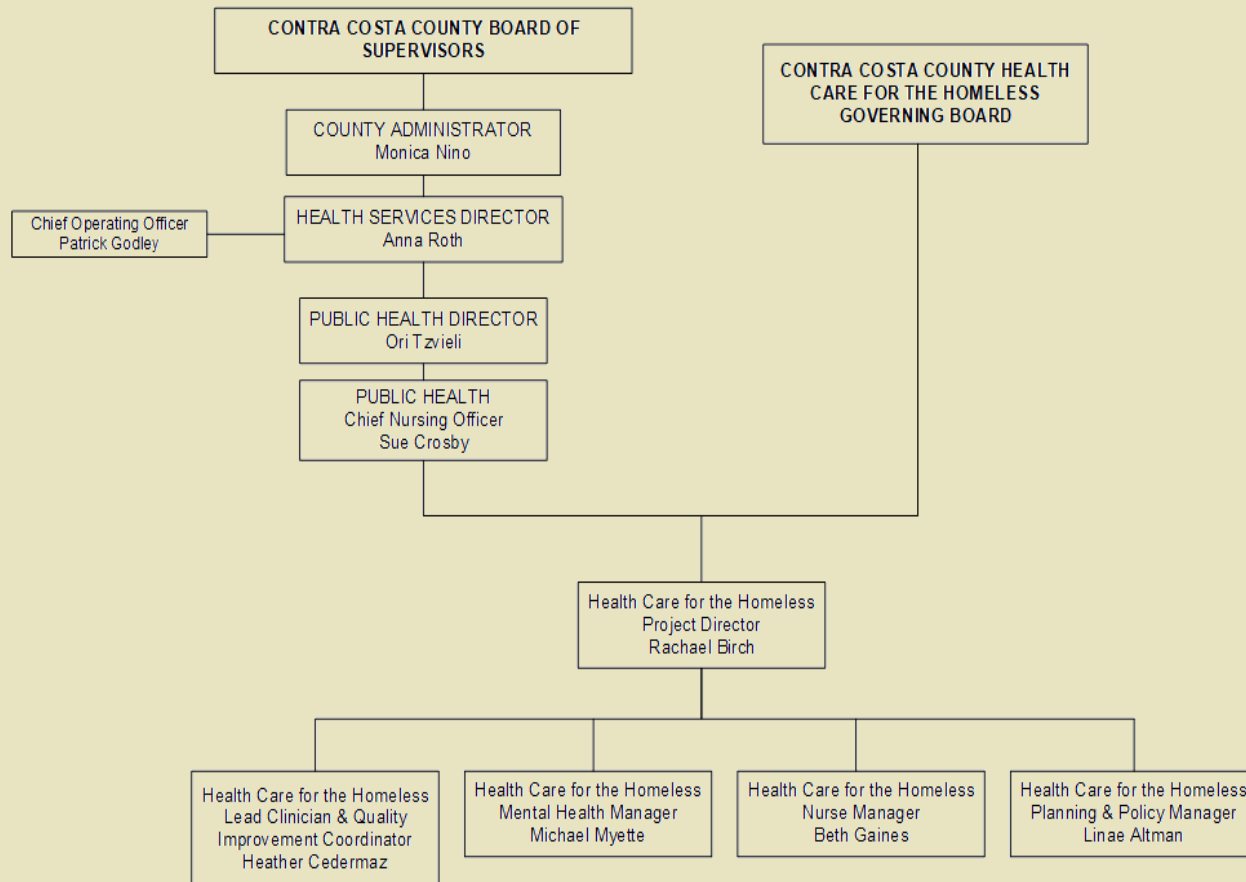 CONTRA COSTA COUNTY BOARD OF
SUPERVISORS
CONTRA COSTA COUNTY HEALTH
CARE FOR THE HOMELESS
GOVERNING BOARD
COUNTY ADMINISTRATOR
Monica Nino
HEALTH SERVICES DIRECTOR
Anna Roth
Chief Operating Officer
Patrick Godley
PUBLIC HEALTH DIRECTOR
Ori Tzvieli
PUBLIC HEALTH
Chief Nursing Officer
Sue Crosby
Health Care for the Homeless
Project Director
Rachael Birch
Health Care for the Homeless
Lead Clinician & Quality
Improvement Coordinator
Heather Cedermaz
Health Care for the Homeless
Mental Health Manager
Michael Myette
Health Care for the Homeless
Nurse Manager
Beth Gaines
Health Care for the Homeless
Planning & Policy Manager
Linae Altman